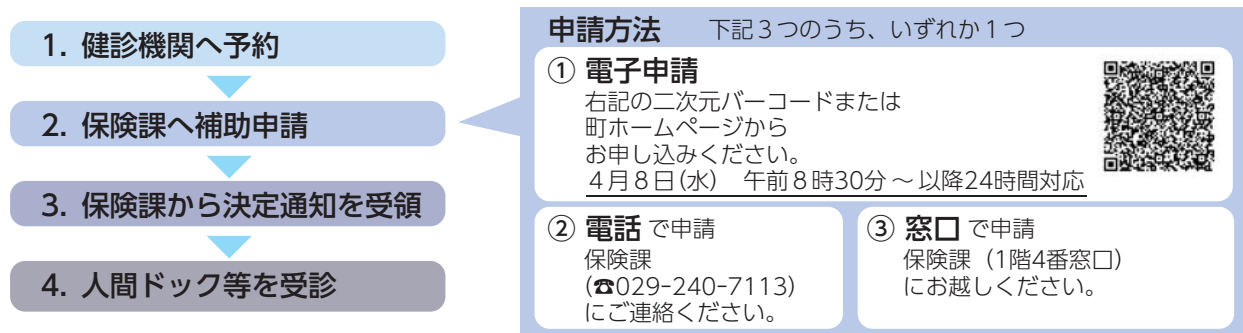 1. 健診機関へ予約
2. 保険課へ補助申請
3. 保険課から決定通知を受領
4. 人間ドック等を受診
申請方法 下記３つのうち、いずれか１つ
① 電子申請
右記の二次元バーコードまたは
町ホームページから
お申し込みください。
４月８日(水) 午前８時30分 ～ 以降24時間対応
② 電話 で申請
保険課
(☎029-240-7113)
にご連絡ください。
③ 窓口 で申請
保険課（1階4番窓口）
にお越しください。